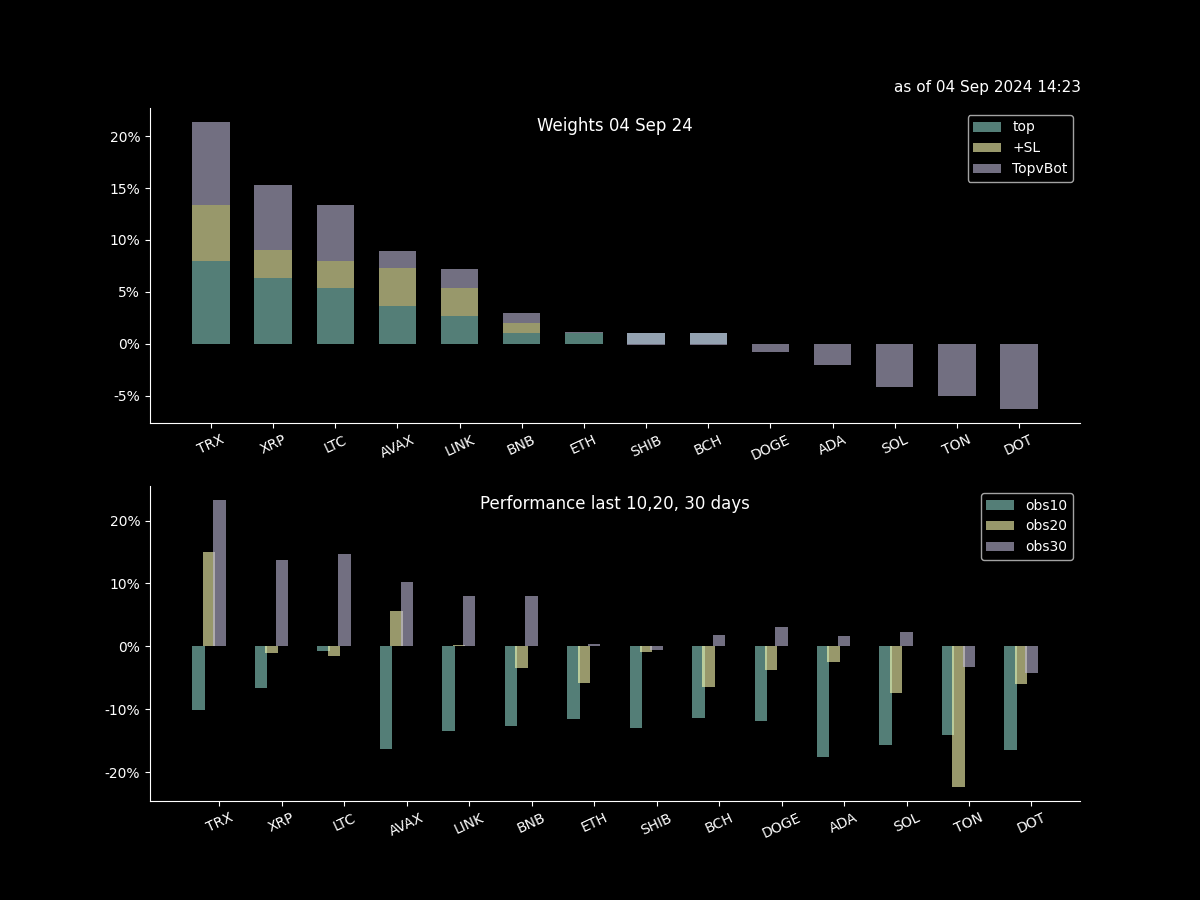 as of 04 Sep 2024 14:23
Weights 04 Sep 24
top
+SL
TopvBot
20%
15%
10%
5%
0%
-5%
TRX XRP LTC AVAX LINK BNB ETH SHIB BCH DOGE ADA SOL TON DOT
Performance last 10,20, 30 days
obs10
obs20
obs30
20%
10%
0%
-10%
-20%
TRX XRP LTC AVAX LINK BNB ETH SHIB BCH DOGE ADA SOL TON DOT